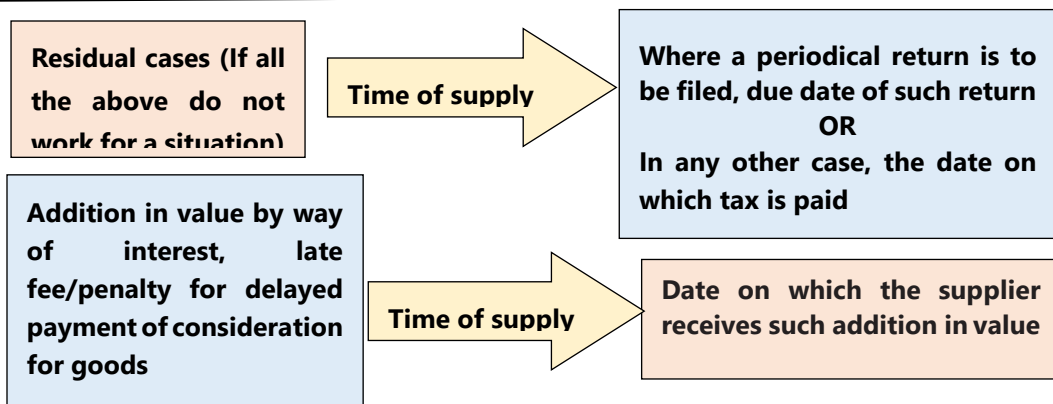 Residual cases (If all
the above do not
work for a situation)
Time of supply
Where a periodical return is to
be filed, due date of such return
OR
In any other case, the date on
which tax is paid
Addition in value by way
of interest, late
fee/penalty for delayed
payment of consideration
for goods
Time of supply
Date on which the supplier
receives such addition in value